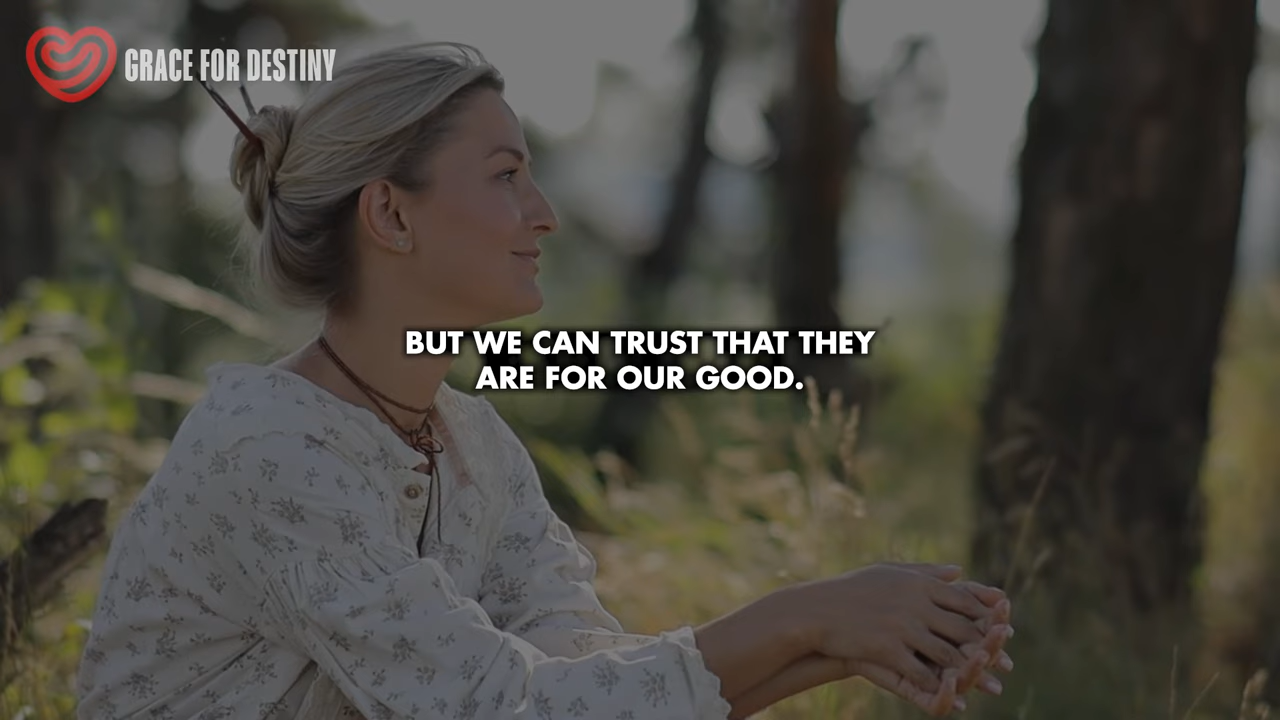 GRACE FOR DESTINY
BUT WE CAN TRUST THAT THEY
ARE FOR OUR GOOD.